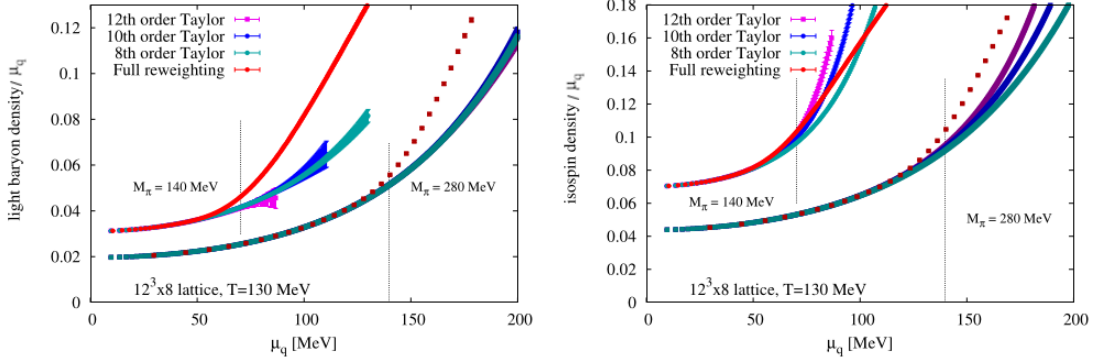 light baryon density/ μq
0.12
0.1
0.08
0.06
0.04
0.02
0
12th order Taylor
10th order Taylor
8th order Taylor
Full reweighting
Mπ = 140 MeV
Mπ = 280 MeV
12³x8 lattice, T=130 MeV
0 50 100 150 200
μq [MeV]
isospin density / μq
0.18
0.16
0.14
0.12
0.1
0.08
0.06
0.04
0.02
0
12th order Taylor
10th order Taylor
8th order Taylor
Full reweighting
Mπ = 140 MeV
Mπ = 280 MeV
12³x8 lattice, T=130 MeV
0 50 100 150 200
μq [MeV]